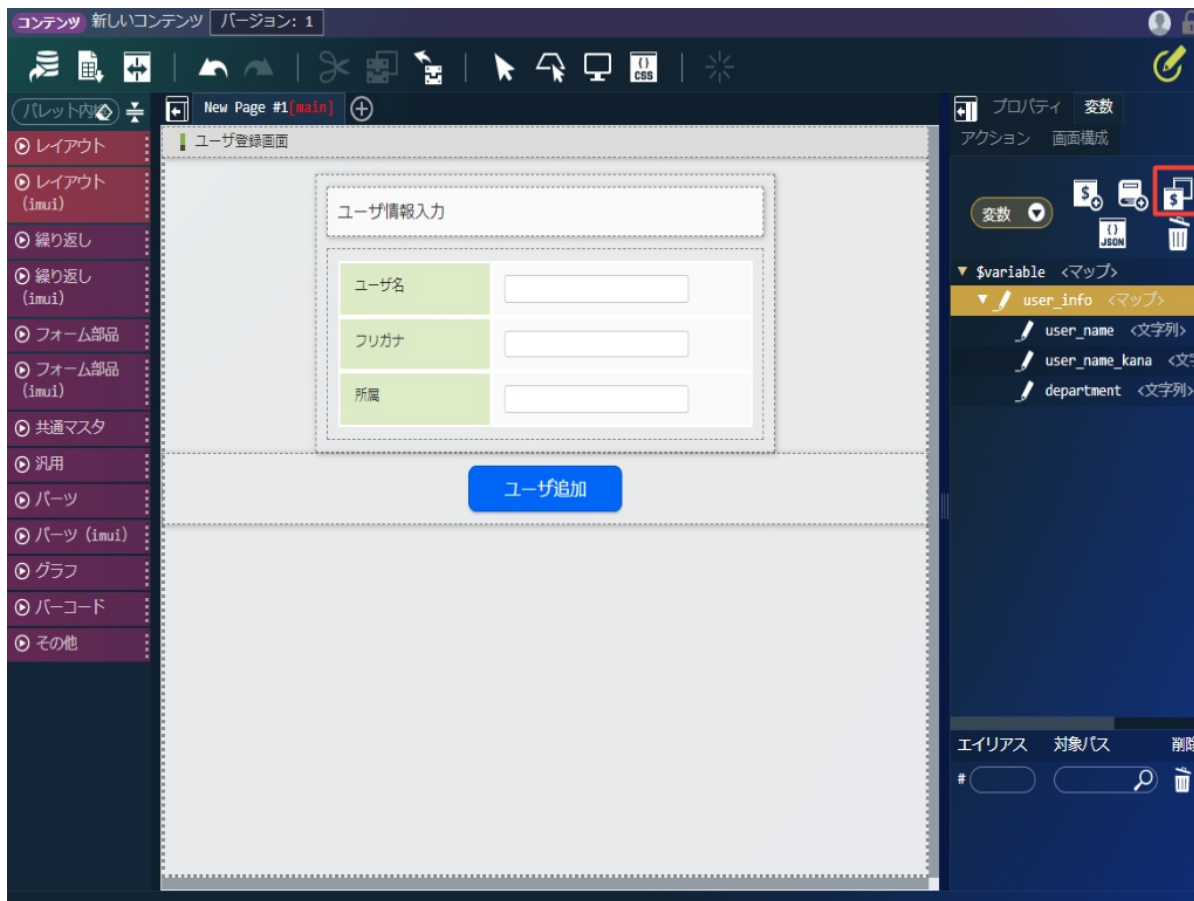 コンテンツ 新しいコンテンツ バージョン: 1
{} CSS
パレット内検
New Page #1[main]
プロパティ 変数
アクション 画面構成
レイアウト
レイアウト
(imui)
繰り返し
繰り返し
(imui)
フォーム部品
フォーム部品
(imui)
共通マスタ
汎用
パーツ
パーツ (imui)
グラフ
バーコード
その他
ユーザ登録画面
ユーザ情報入力
ユーザ名
フリガナ
所属
ユーザ追加
変数
$
$
{} JSON
$variable <マップ>
user_info <マップ>
user_name <文字列>
user_name_kana <文字
department <文字列>
エイリアス 対象パス 削除
#